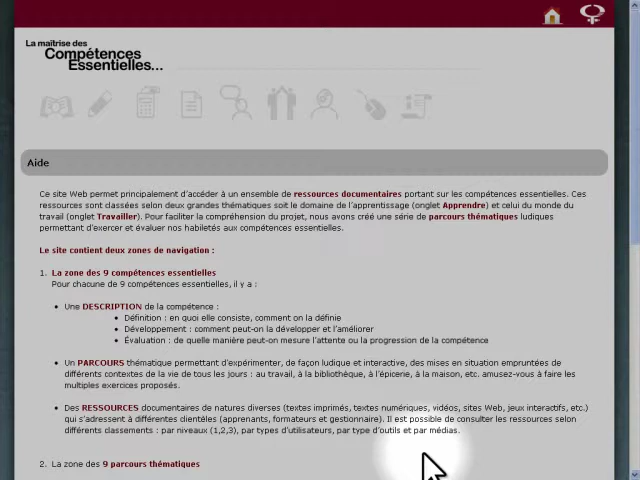 La maîtrise des
Compétences
Essentielles...
Aide
Ce site Web permet principalement d'accéder à un ensemble de ressources documentaires portant sur les compétences essentielles. Ces
ressources sont classées selon deux grandes thématiques soit le domaine de l'apprentissage (onglet Apprendre) et celui du monde du
travail (onglet Travailler). Pour faciliter la compréhension du projet, nous avons créé une série de parcours thématiques ludiques
permettant d'exercer et évaluer nos habiletés aux compétences essentielles.
Le site contient deux zones de navigation :
1. La zone des 9 compétences essentielles
Pour chacune de 9 compétences essentielles, il y a :
• Une DESCRIPTION de la compétence :
• Définition : en quoi elle consiste, comment on la définie
• Développement : comment peut-on la développer et l'améliorer
• Évaluation : de quelle manière peut-on mesure l'attente ou la progression de la compétence
• Un PARCOURS thématique permettant d'expérimenter, de façon ludique et interactive, des mises en situation empruntées de
différents contextes de la vie de tous les jours : au travail, à la bibliothèque, à l'épicerie, à la maison, etc. amusez-vous à faire les
multiples exercices proposés.
• Des RESSOURCES documentaires de natures diverses (textes imprimés, textes numériques, vidéos, sites Web, jeux interactifs, etc.)
qui s'adressent à différentes clientèles (apprenants, formateurs et gestionnaire). Il est possible de consulter les ressources selon
différents classements : par niveaux (1,2,3), par types d'utilisateurs, par type d'outils et par médias.
2. La zone des 9 parcours thématiques